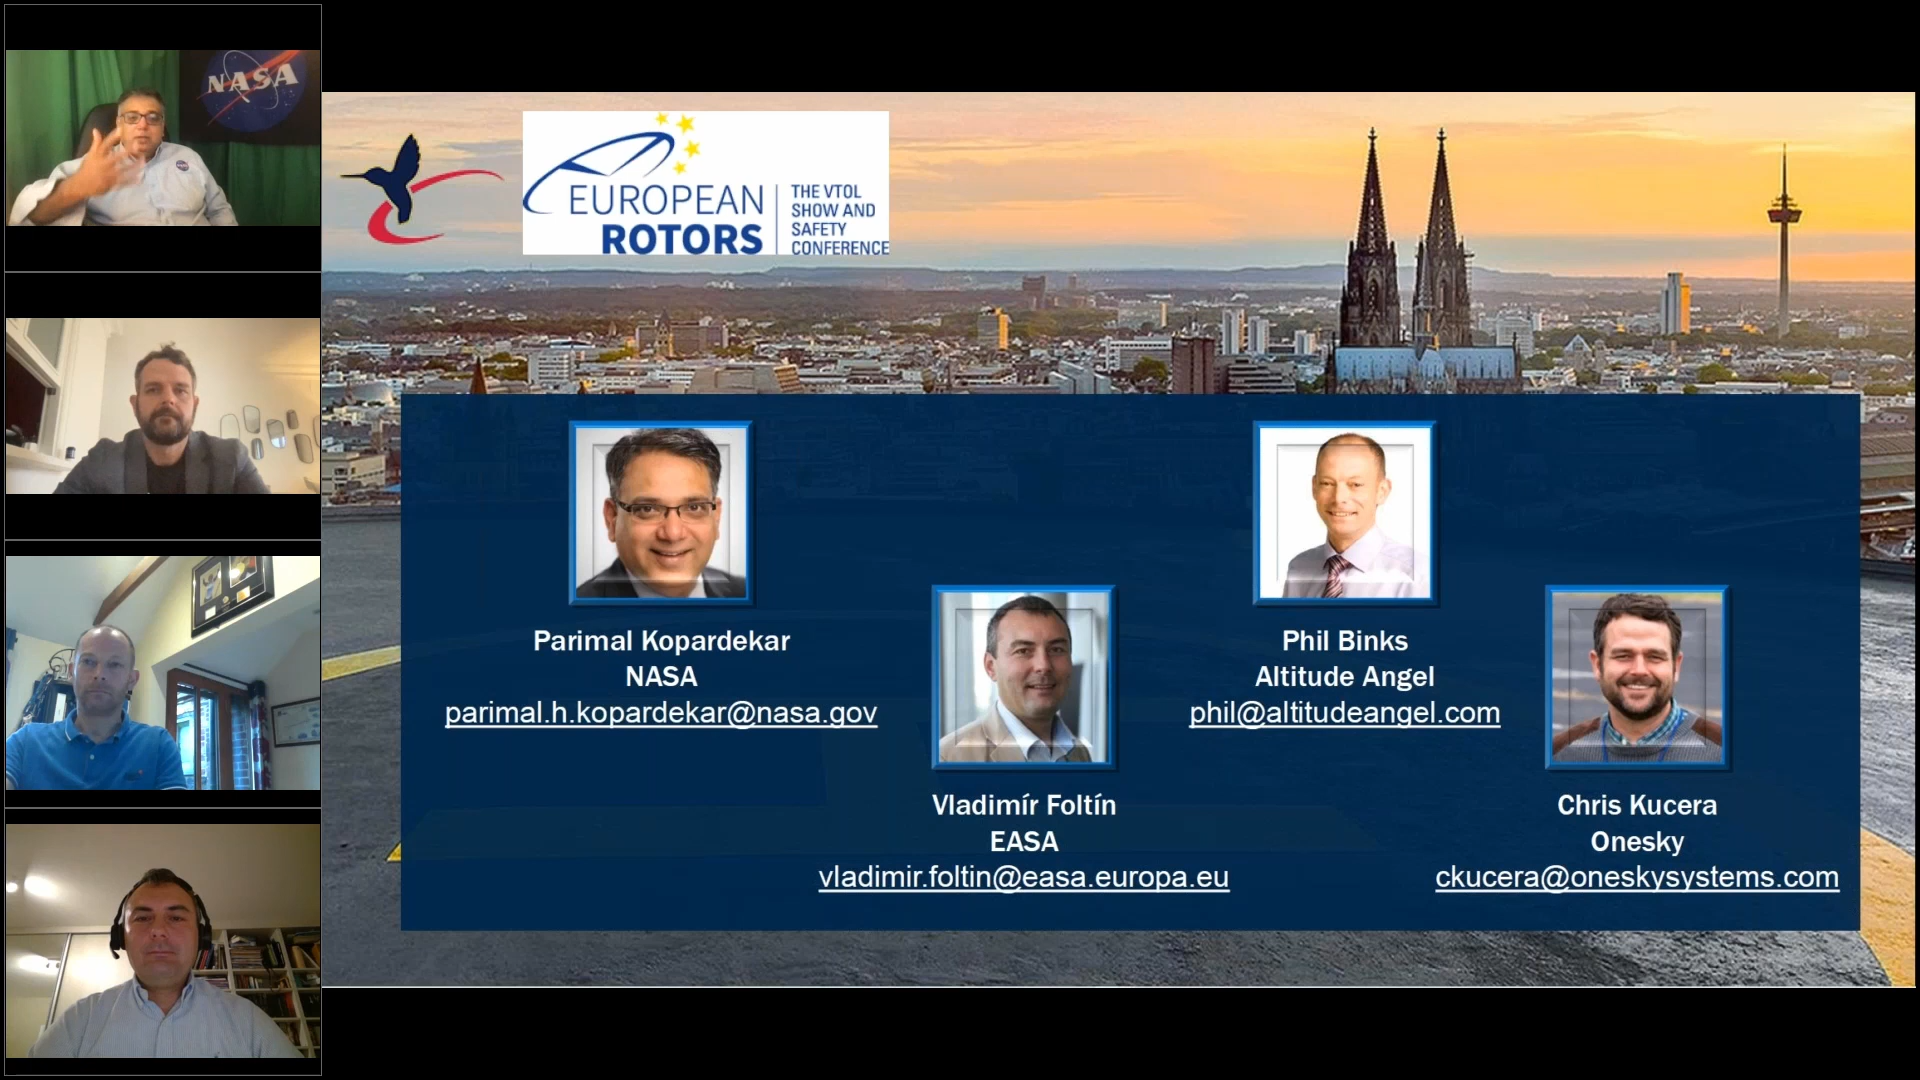 NASA
EUROPEAN
ROTORS
THE VTOL
SHOW AND
SAFETY
CONFERENCE
Parimal Kopardekar
NASA
parimal.h.kopardekar@nasa.gov
Vladimír Foltín
EASA
vladimir.foltin@easa.europa.eu
Phil Binks
Altitude Angel
phil@altitudeangel.com
Chris Kucera
Onesky
ckucera@oneskysystems.com